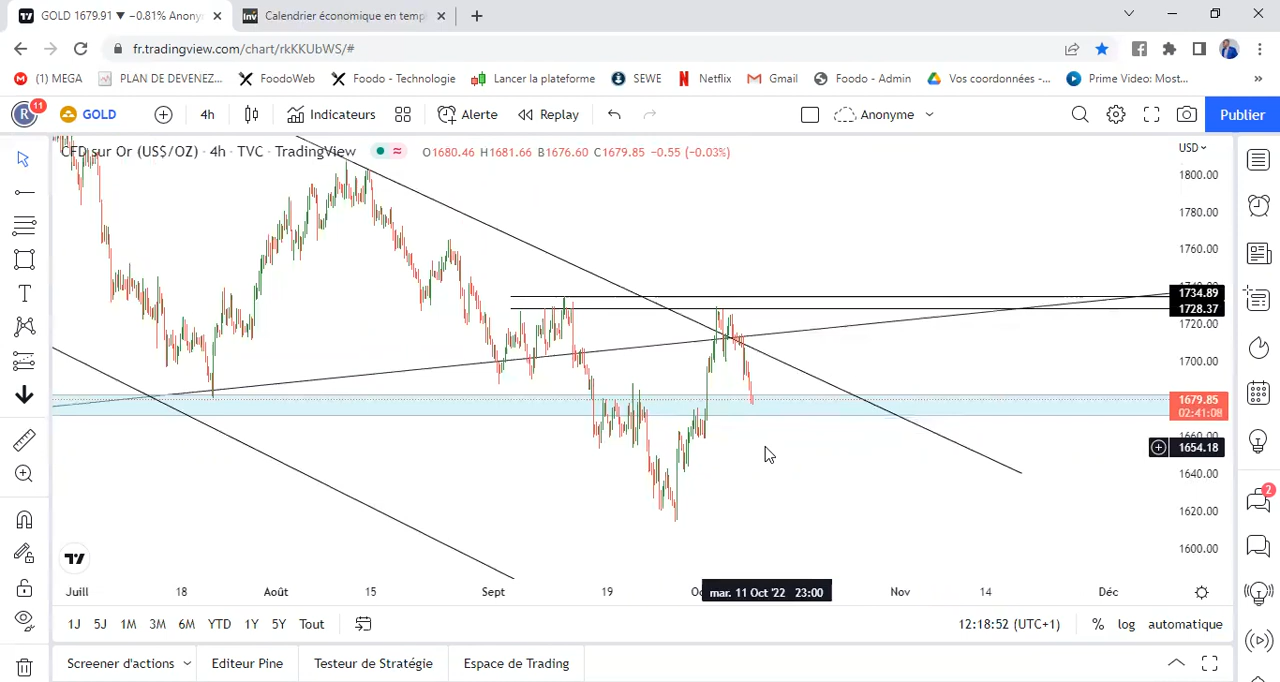 GOLD 1679.91 ▼ −0.81% Anony
Calendrier économique en temp
fr.tradingview.com/chart/rkKKUbWS/#
(1) MEGA
PLAN DE DEVENEZ...
FoodoWeb
Foodo - Technologie
Lancer la plateforme
SEWE
Netflix
Gmail
Foodo - Admin
Vos coordonnées -...
Prime Video: Most...
»
R
11
GOLD
4h
Indicateurs
Alerte
Replay
Anonyme
Publier
CFD sur Or (US$/OZ) · 4h · TVC · TradingView
O1680.46 H1681.66 B1676.60 C1679.85 −0.55 (−0.03%)
USD
1800.00
1780.00
1760.00
1734.89
1728.37
1720.00
1700.00
1679.85
02:41:08
1660.00
1654.18
1640.00
1620.00
1600.00
2
Juill
18
Août
15
Sept
19
mar. 11 Oct '22 23:00
Nov
14
Déc
1J
5J
1M
3M
6M
YTD
1Y
5Y
Tout
12:18:52 (UTC+1)
%
log
automatique
Screener d'actions
Editeur Pine
Testeur de Stratégie
Espace de Trading